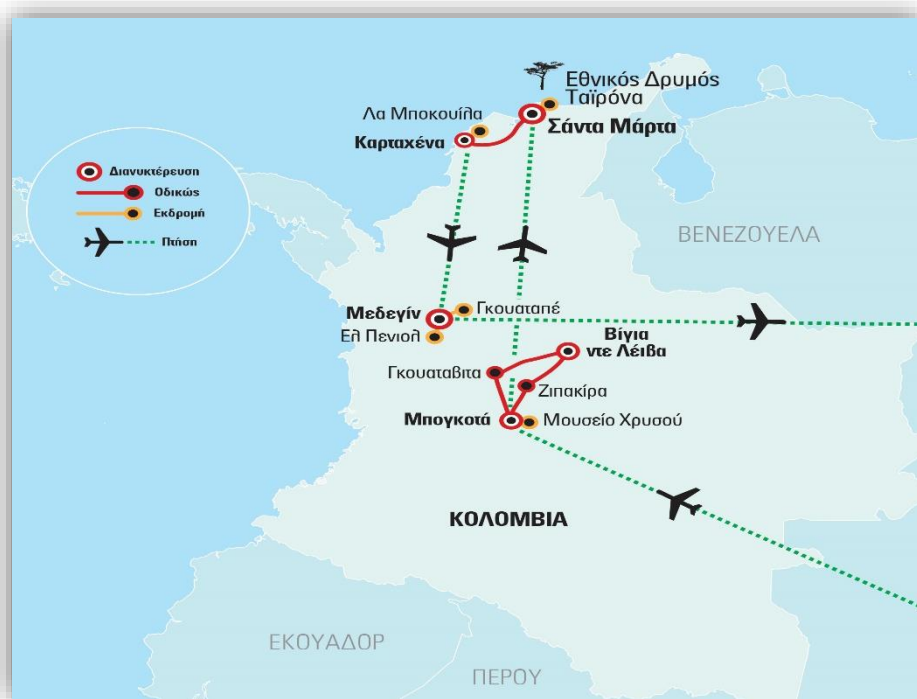 Εθνικός Δρυμός
Ταϊρόνα
Λα Μποκουίλα
Σάντα Μάρτα
Καρταχένα
Διανυκτέρευση
Οδικώς
Εκδρομή
Πτήση
ΒΕΝΕΖΟΥΕΛΑ
Μεδεγίν
Γκουαταπέ
Ελ Πενιολ
Βίγια
ντε Λέιβα
Γκουαταβιτα
Ζιπακίρα
Μπογκοτά
Μουσείο Χρυσού
ΚΟΛΟΜΒΙΑ
ΕΚΟΥΑΔΟΡ
ΠΕΡΟΥ